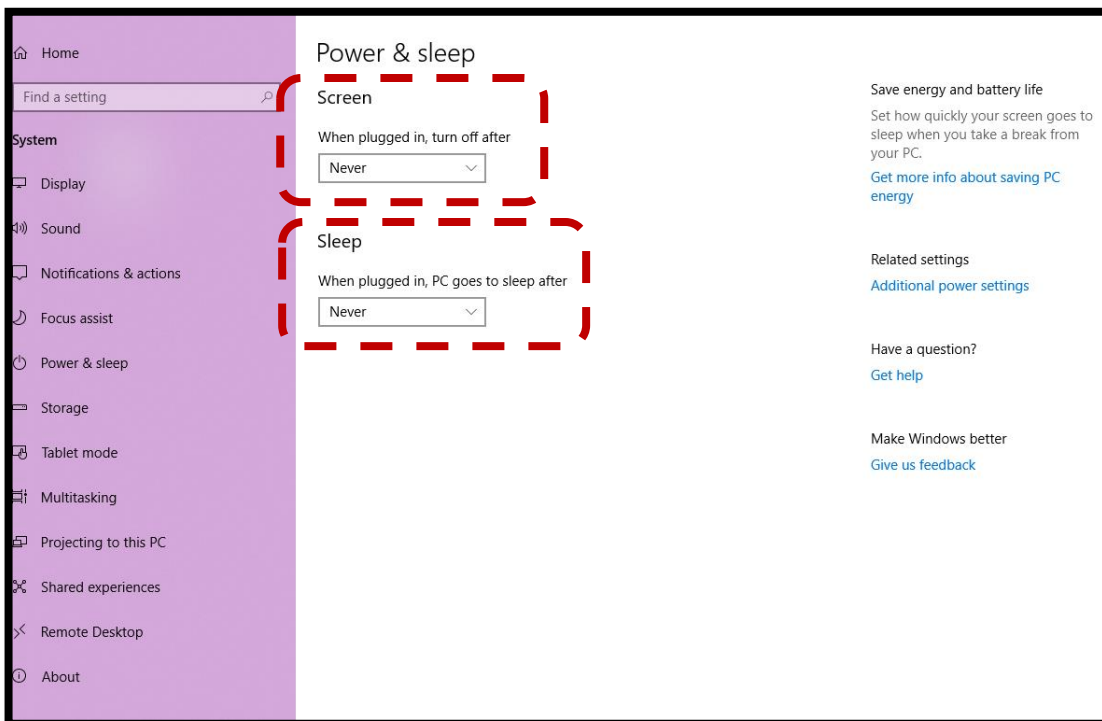 Home
Find a setting
System
Display
Sound
Notifications & actions
Focus assist
Power & sleep
Storage
Tablet mode
Multitasking
Projecting to this PC
Shared experiences
Remote Desktop
About
Power & sleep
Screen
When plugged in, turn off after
Never
Sleep
When plugged in, PC goes to sleep after
Never
Save energy and battery life
Set how quickly your screen goes to
sleep when you take a break from
your PC.
Get more info about saving PC
energy
Related settings
Additional power settings
Have a question?
Get help
Make Windows better
Give us feedback